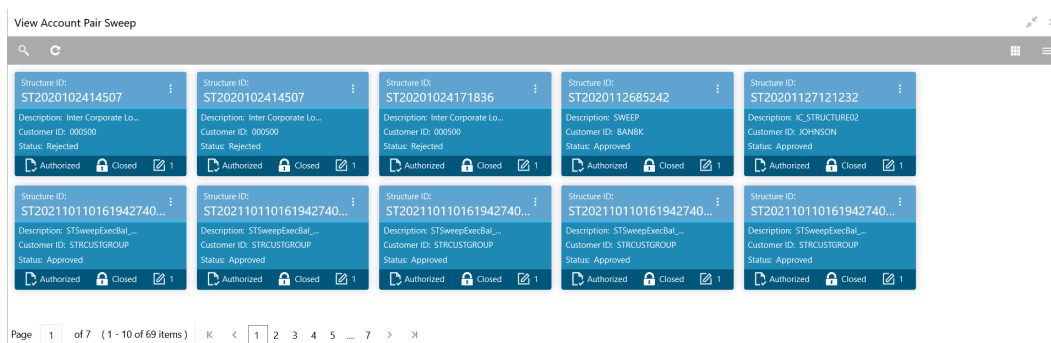 View Account Pair Sweep
Structure ID:
ST2020102414507
Description: Inter Corporate Lo...
Customer ID: 000500
Status: Rejected
Authorized Closed 1
Structure ID:
ST2020102414507
Description: Inter Corporate Lo...
Customer ID: 000500
Status: Rejected
Authorized Closed 1
Structure ID:
ST20201024171836
Description: Inter Corporate Lo...
Customer ID: 000500
Status: Rejected
Authorized Closed 1
Structure ID:
ST2020112685242
Description: SWEEP
Customer ID: BANBK
Status: Approved
Authorized Closed 1
Structure ID:
ST20201127121232
Description: IC_STRUCTURE02
Customer ID: JOHNSON
Status: Approved
Authorized Closed 1
Structure ID:
ST202110110161942740...
Description: STSweepExecBal_...
Customer ID: STRCUSTGROUP
Status: Approved
Authorized Closed 1
Structure ID:
ST202110110161942740...
Description: STSweepExecBal_...
Customer ID: STRCUSTGROUP
Status: Approved
Authorized Closed 1
Structure ID:
ST202110110161942740...
Description: STSweepExecBal_...
Customer ID: STRCUSTGROUP
Status: Approved
Authorized Closed 1
Structure ID:
ST202110110161942740...
Description: STSweepExecBal_...
Customer ID: STRCUSTGROUP
Status: Approved
Authorized Closed 1
Structure ID:
ST202110110161942740...
Description: STSweepExecBal_...
Customer ID: STRCUSTGROUP
Status: Approved
Authorized Closed 1
Page 1 of 7 ( 1 - 10 of 69 items ) 1 2 3 4 5 .... 7